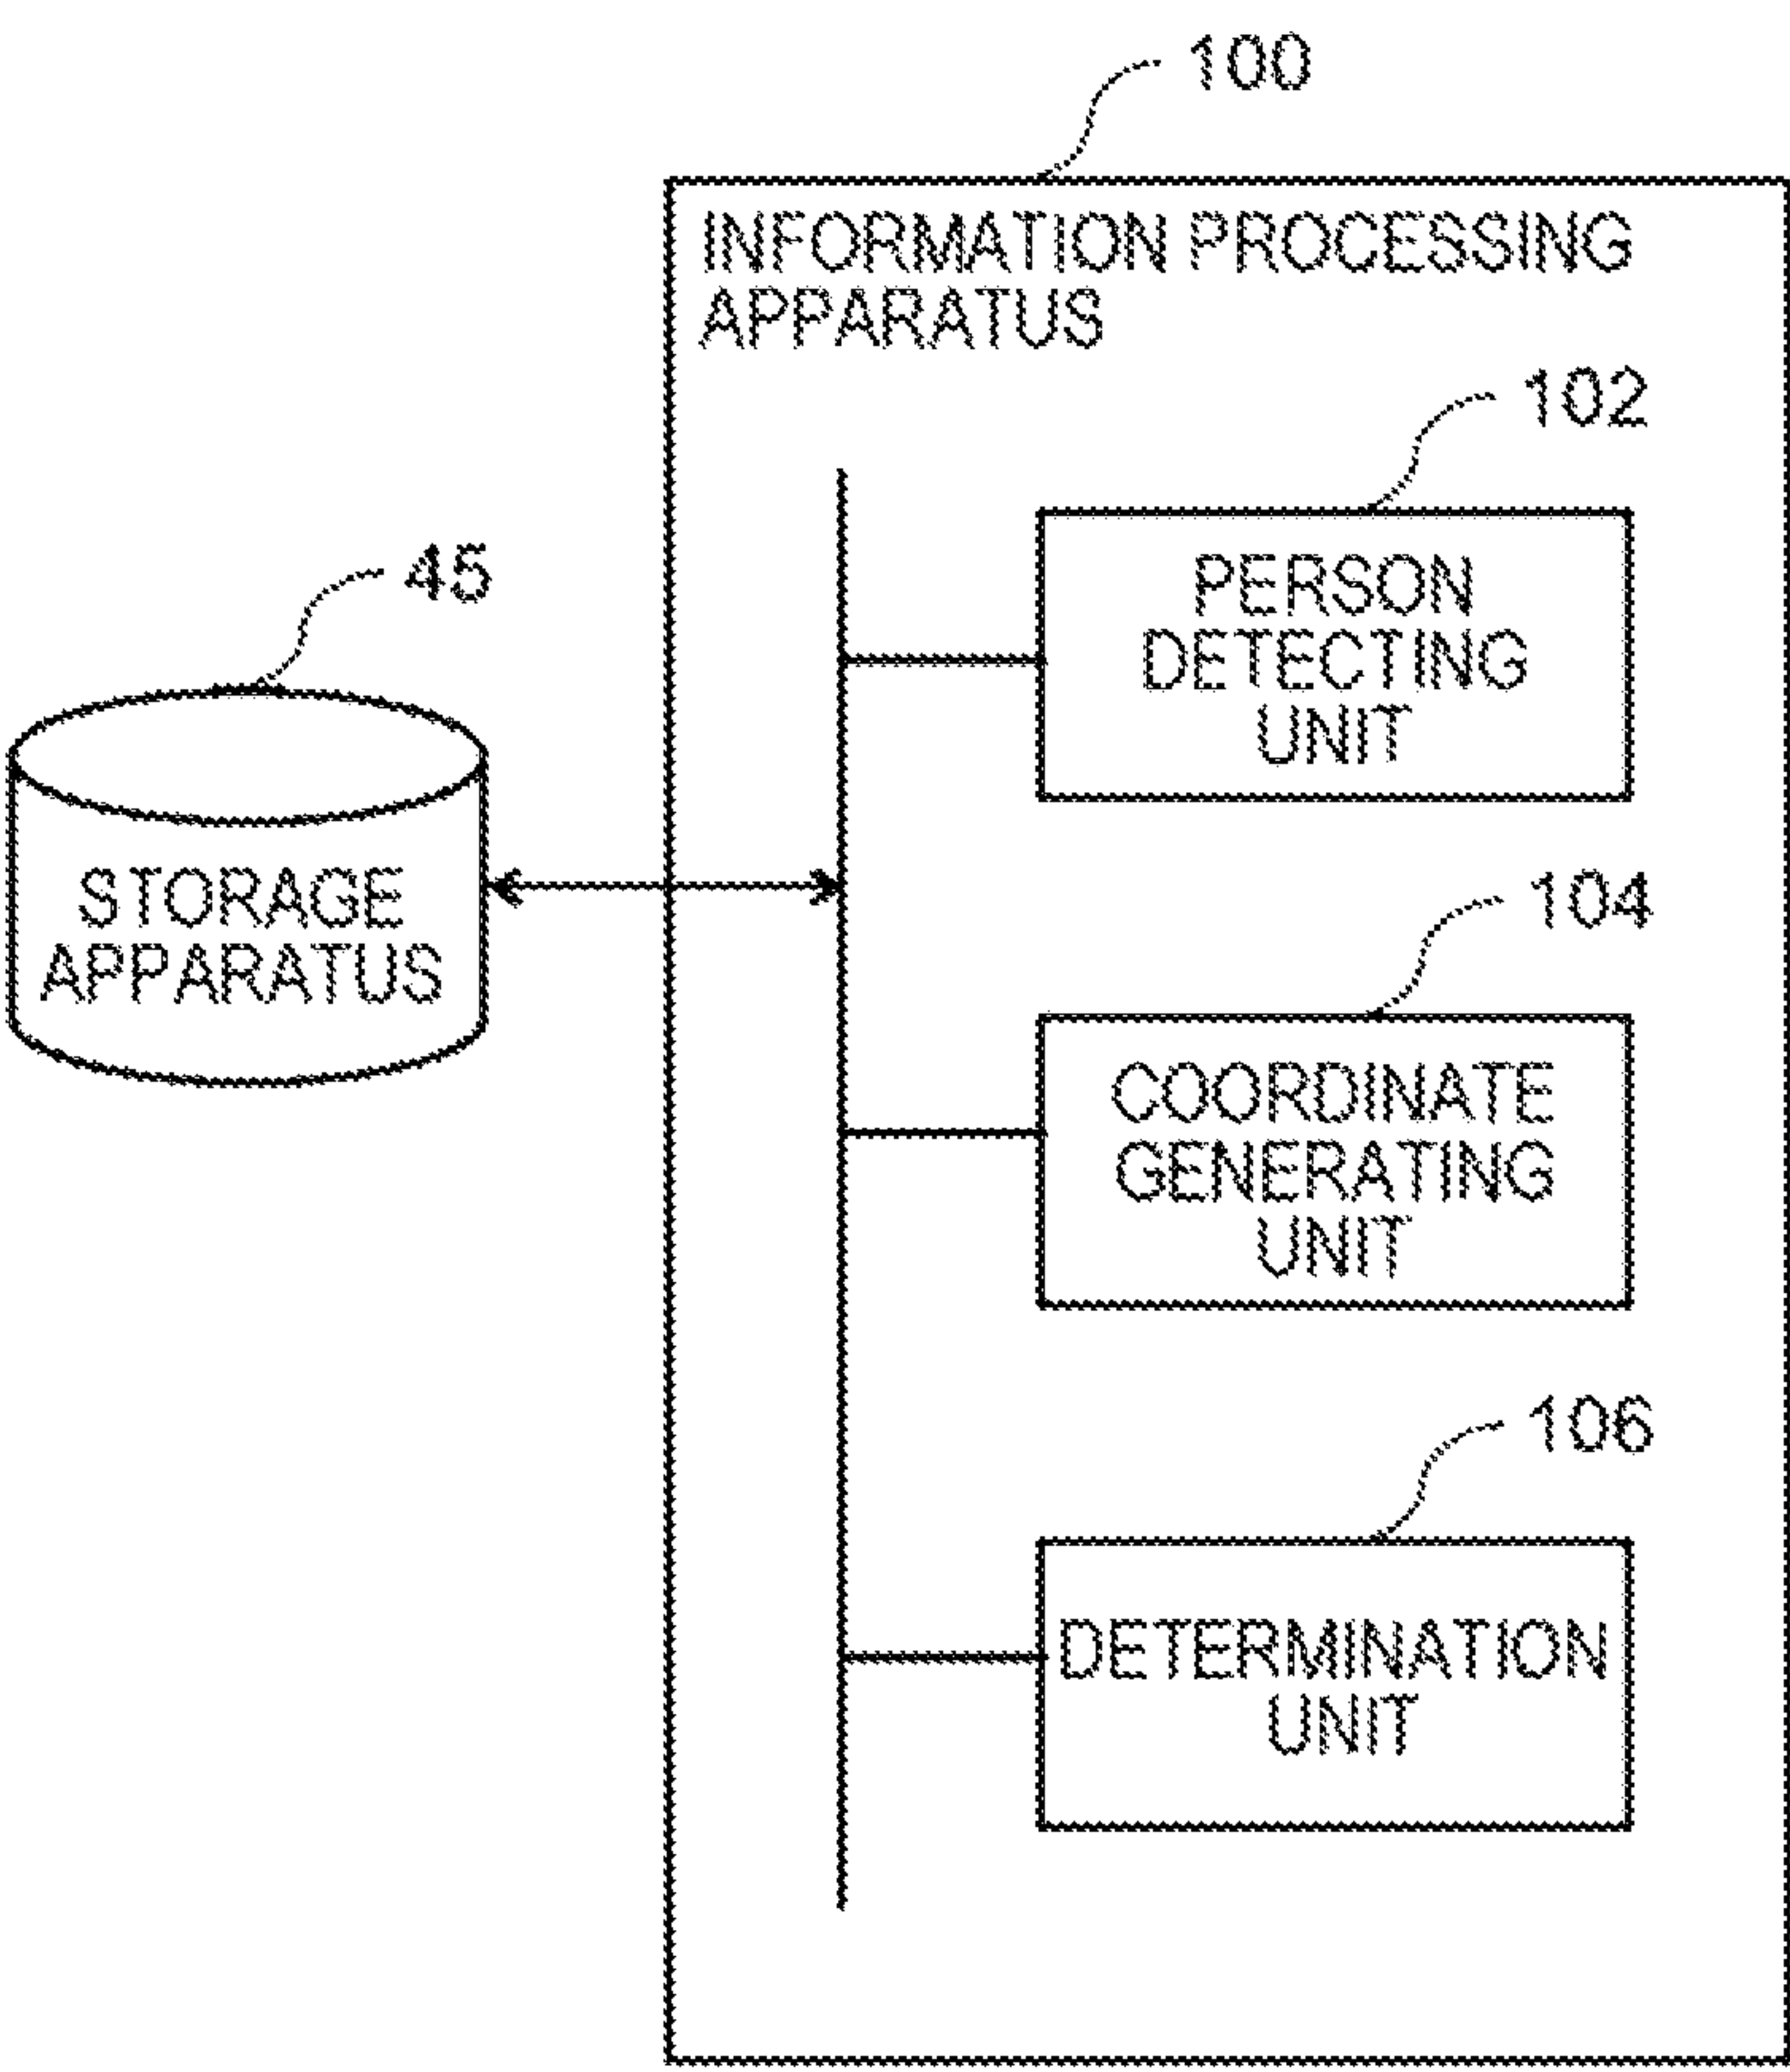 100
INFORMATION PROCESSING
APPARATUS
102
PERSON
DETECTING
UNIT
45
STORAGE
APPARATUS
104
COORDINATE
GENERATING
UNIT
106
DETERMINATION
UNIT